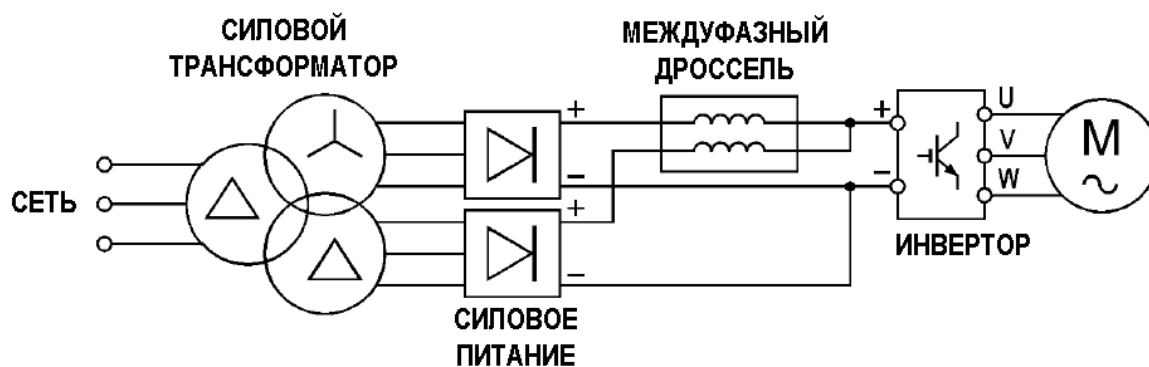 СИЛОВОЙ
ТРАНСФОРМАТОР
МЕЖДУФАЗНЫЙ
ДРОССЕЛЬ
СЕТЬ
+
−
+
−
+
−
U
V
W
M
~
ИНВЕРТОР
СИЛОВОЕ
ПИТАНИЕ